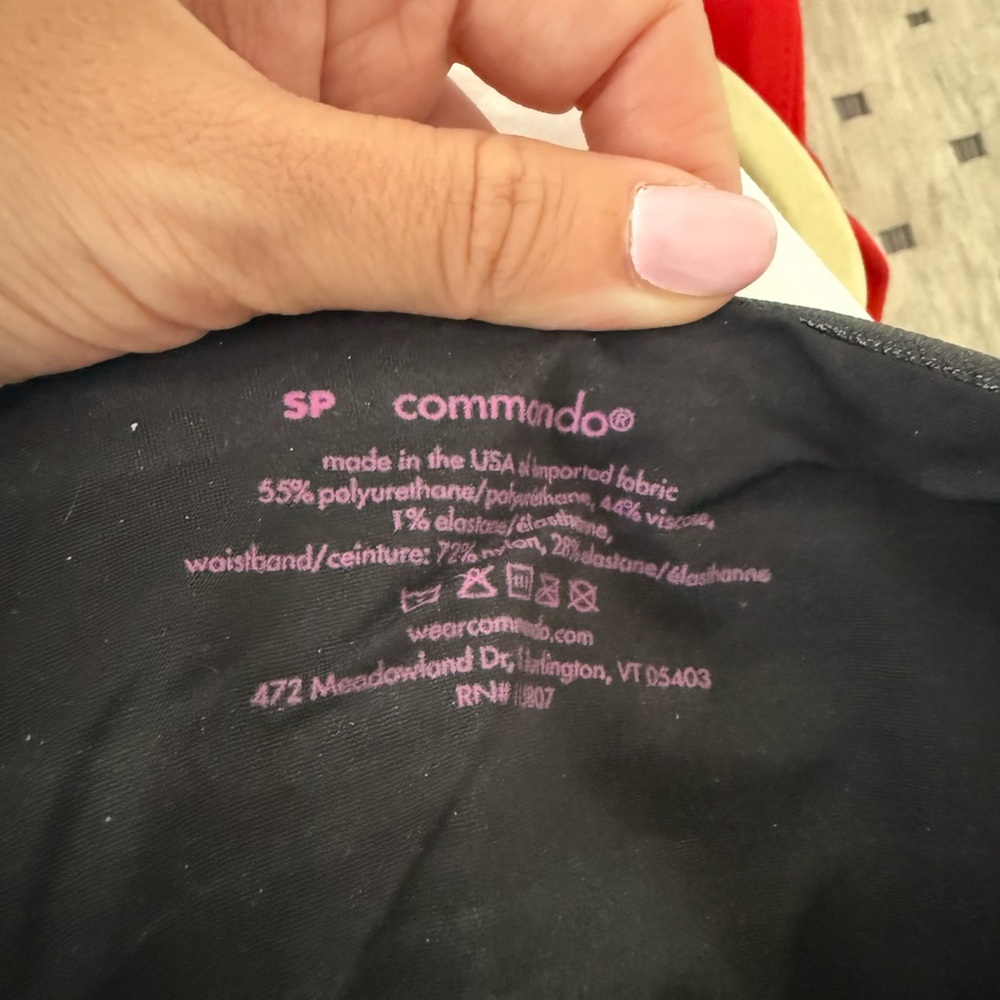 SP commando®
made in the USA of imported fabric
55% polyurethane/polyuréthane, 44% viscose,
1% elastane/élasthanne,
waistband/ceinture: 72% nylon, 28% elastane/élasthanne
wearcommando.com
472 Meadowland Dr, Burlington, VT 05403
RN#